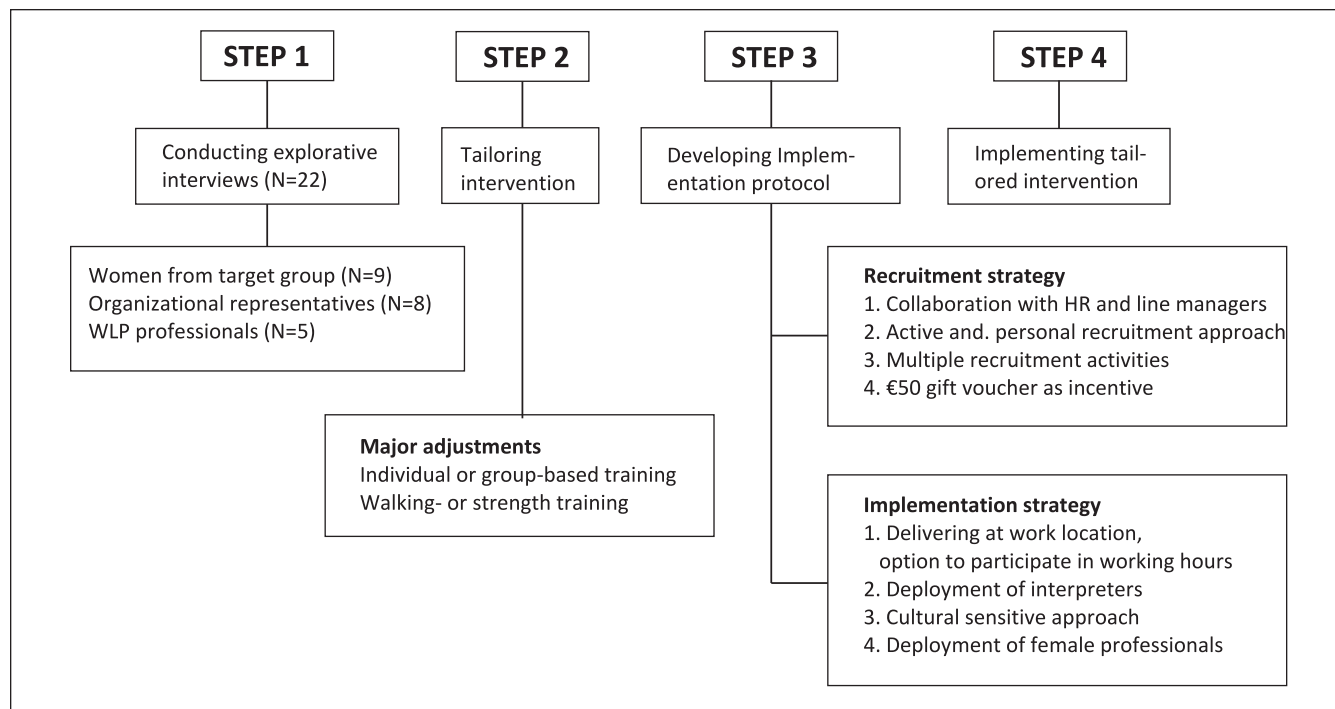 STEP 1
Conducting explorative
interviews (N=22)
Women from target group (N=9)
Organizational representatives (N=8)
WLP professionals (N=5)
STEP 2
Tailoring
intervention
Major adjustments
Individual or group-based training
Walking- or strength training
STEP 3
Developing Implem-
entation protocol
Recruitment strategy
1. Collaboration with HR and line managers
2. Active and. personal recruitment approach
3. Multiple recruitment activities
4. €50 gift voucher as incentive
Implementation strategy
1. Delivering at work location,
option to participate in working hours
2. Deployment of interpreters
3. Cultural sensitive approach
4. Deployment of female professionals
STEP 4
Implementing tail-
ored intervention